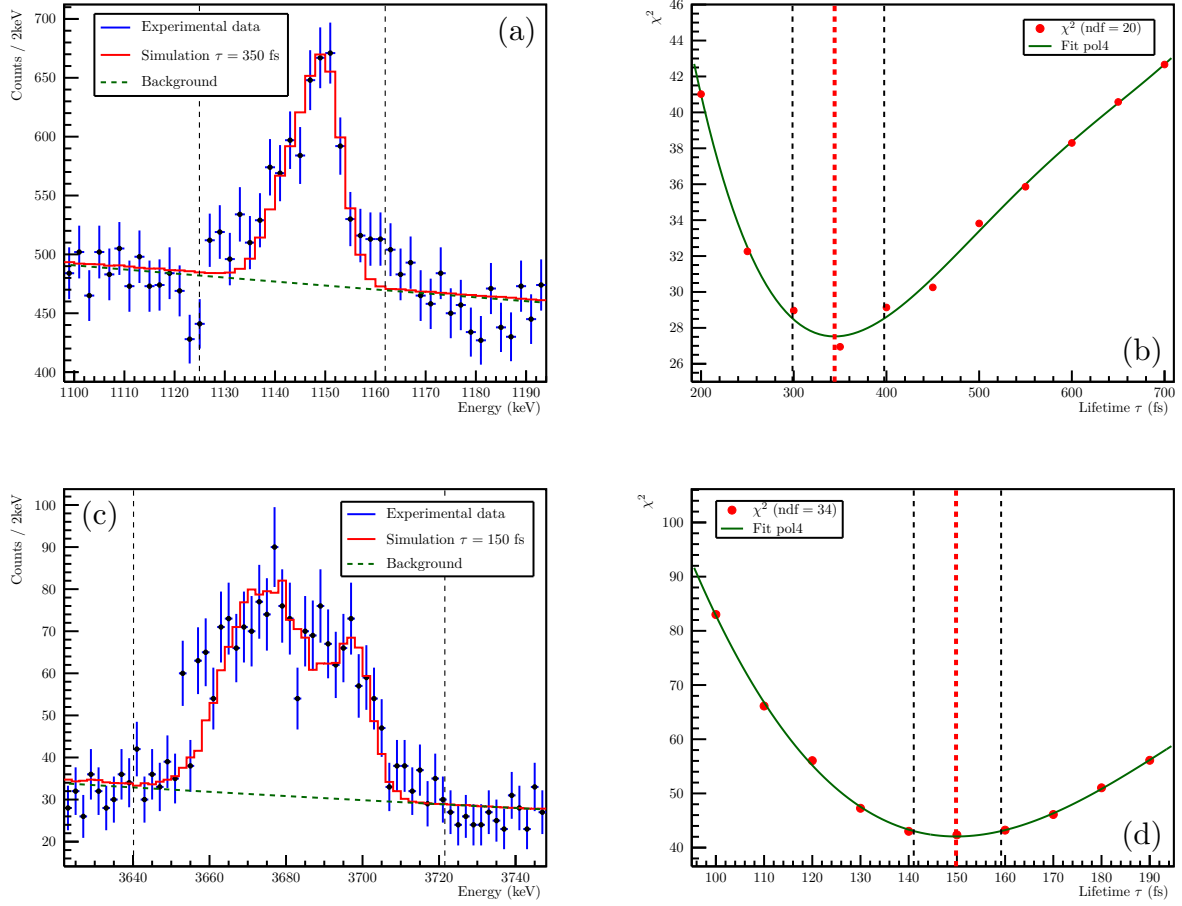 (a)
Counts / 2keV
700
650
600
550
500
450
400
Experimental data
Simulation τ = 350 fs
Background
1100 1110 1120 1130 1140 1150 1160 1170 1180 1190
Energy (keV)
χ²
46
44
42
40
38
36
34
32
30
28
26
χ² (ndf = 20)
Fit pol4
(b)
200 300 400 500 600 700
Lifetime τ (fs)
(c)
Counts / 2keV
100
90
80
70
60
50
40
30
20
Experimental data
Simulation τ = 150 fs
Background
3640 3660 3680 3700 3720 3740
Energy (keV)
χ²
100
90
80
70
60
50
40
χ² (ndf = 34)
Fit pol4
(d)
100 110 120 130 140 150 160 170 180 190
Lifetime τ (fs)